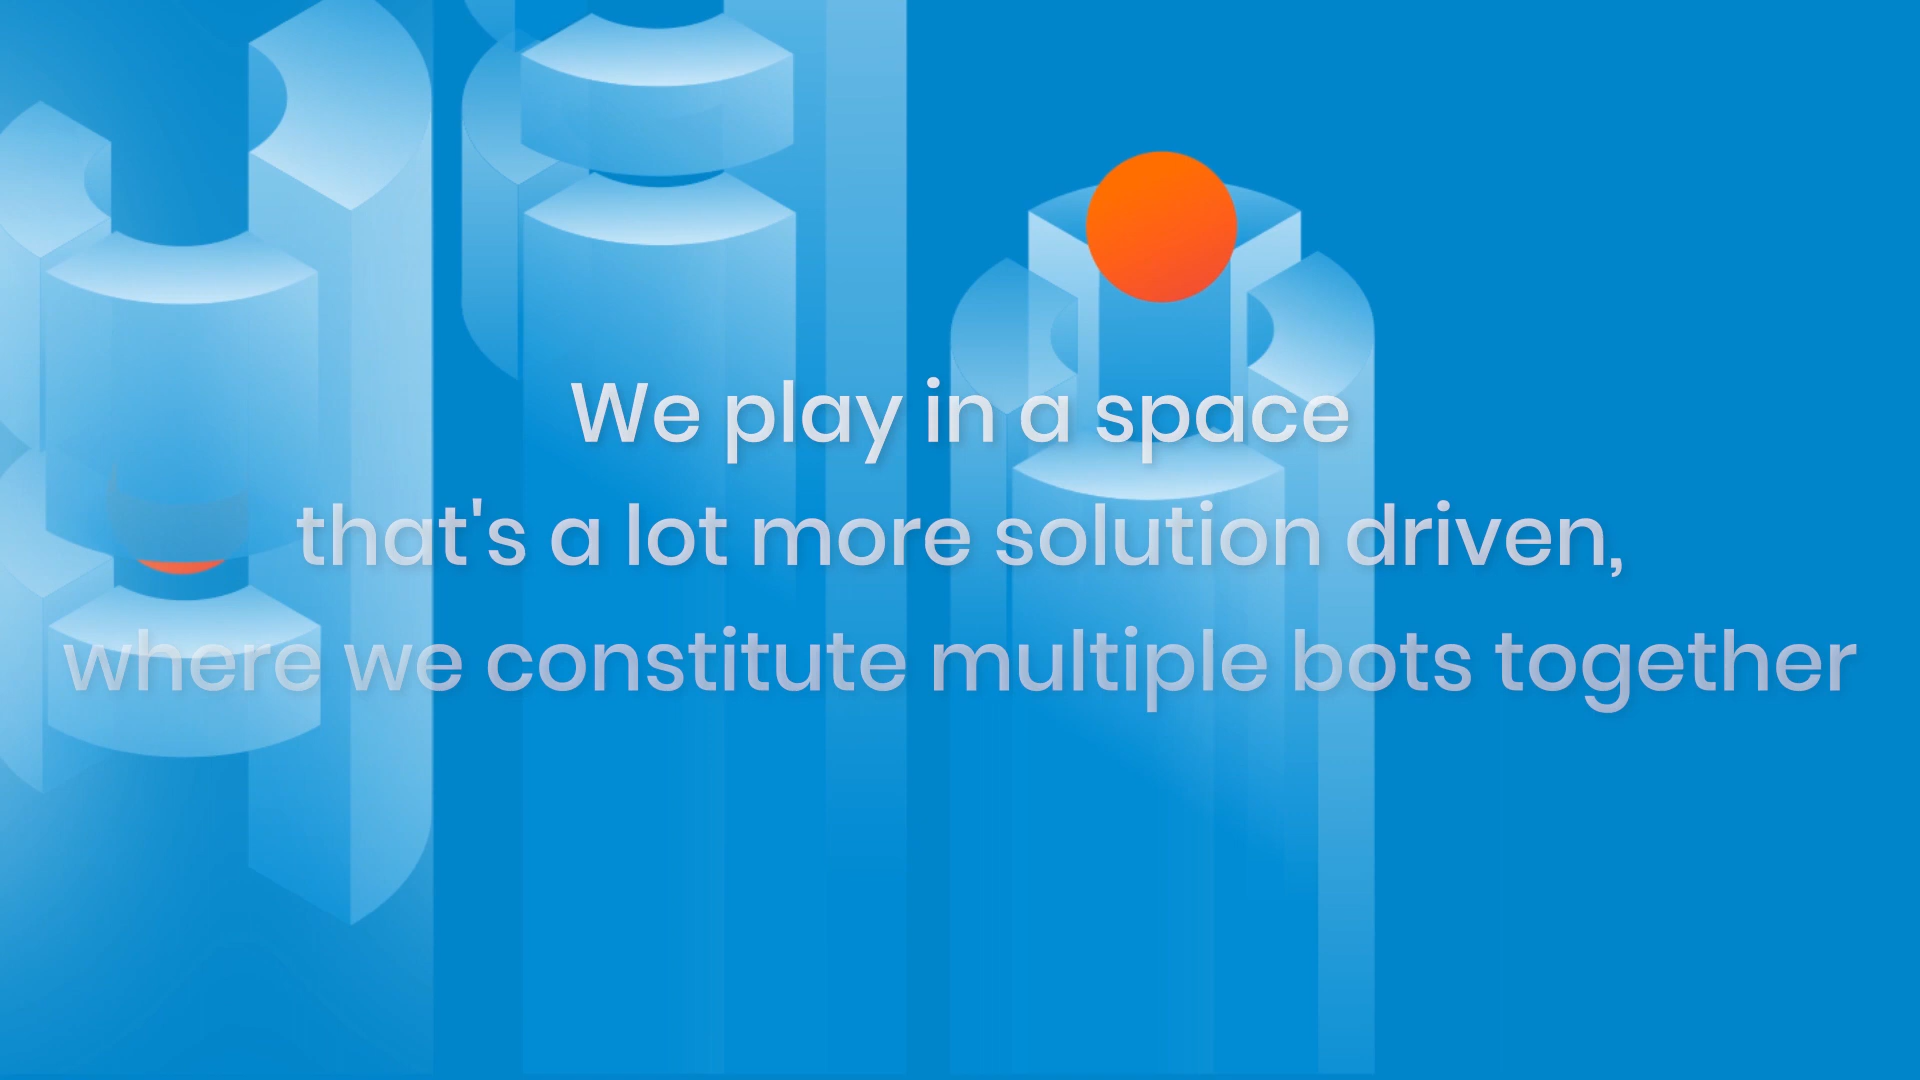 We play in a space
that's a lot more solution driven,
where we constitute multiple bots together